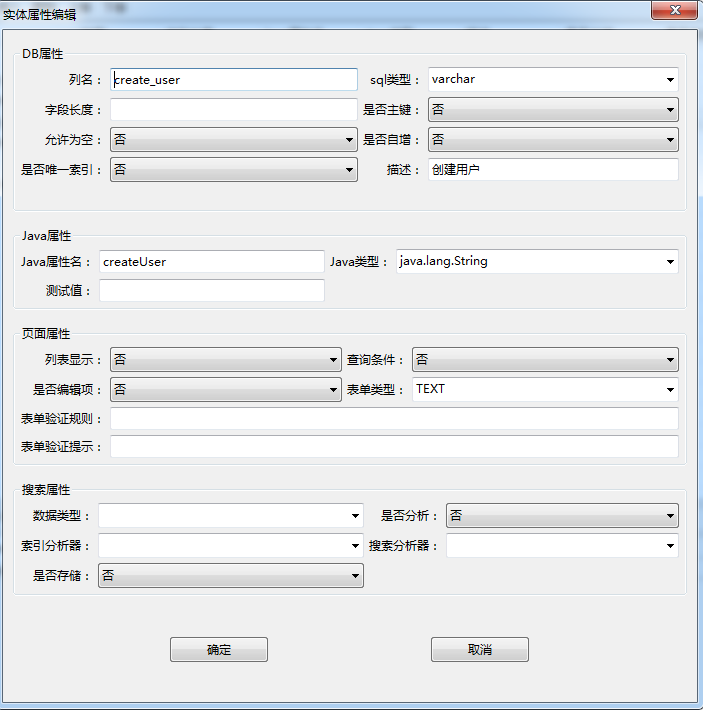 实体属性编辑
DB属性
列名： create_user sql类型： varchar
字段长度： 是否主键： 否
允许为空： 否 是否自增： 否
是否唯一索引： 否 描述： 创建用户
Java属性
Java属性名： createUser Java类型： java.lang.String
测试值：
页面属性
列表显示： 否 查询条件： 否
是否编辑项： 否 表单类型： TEXT
表单验证规则：
表单验证提示：
搜索属性
数据类型： 是否分析： 否
索引分析器： 搜索分析器：
是否存储： 否
确定 取消